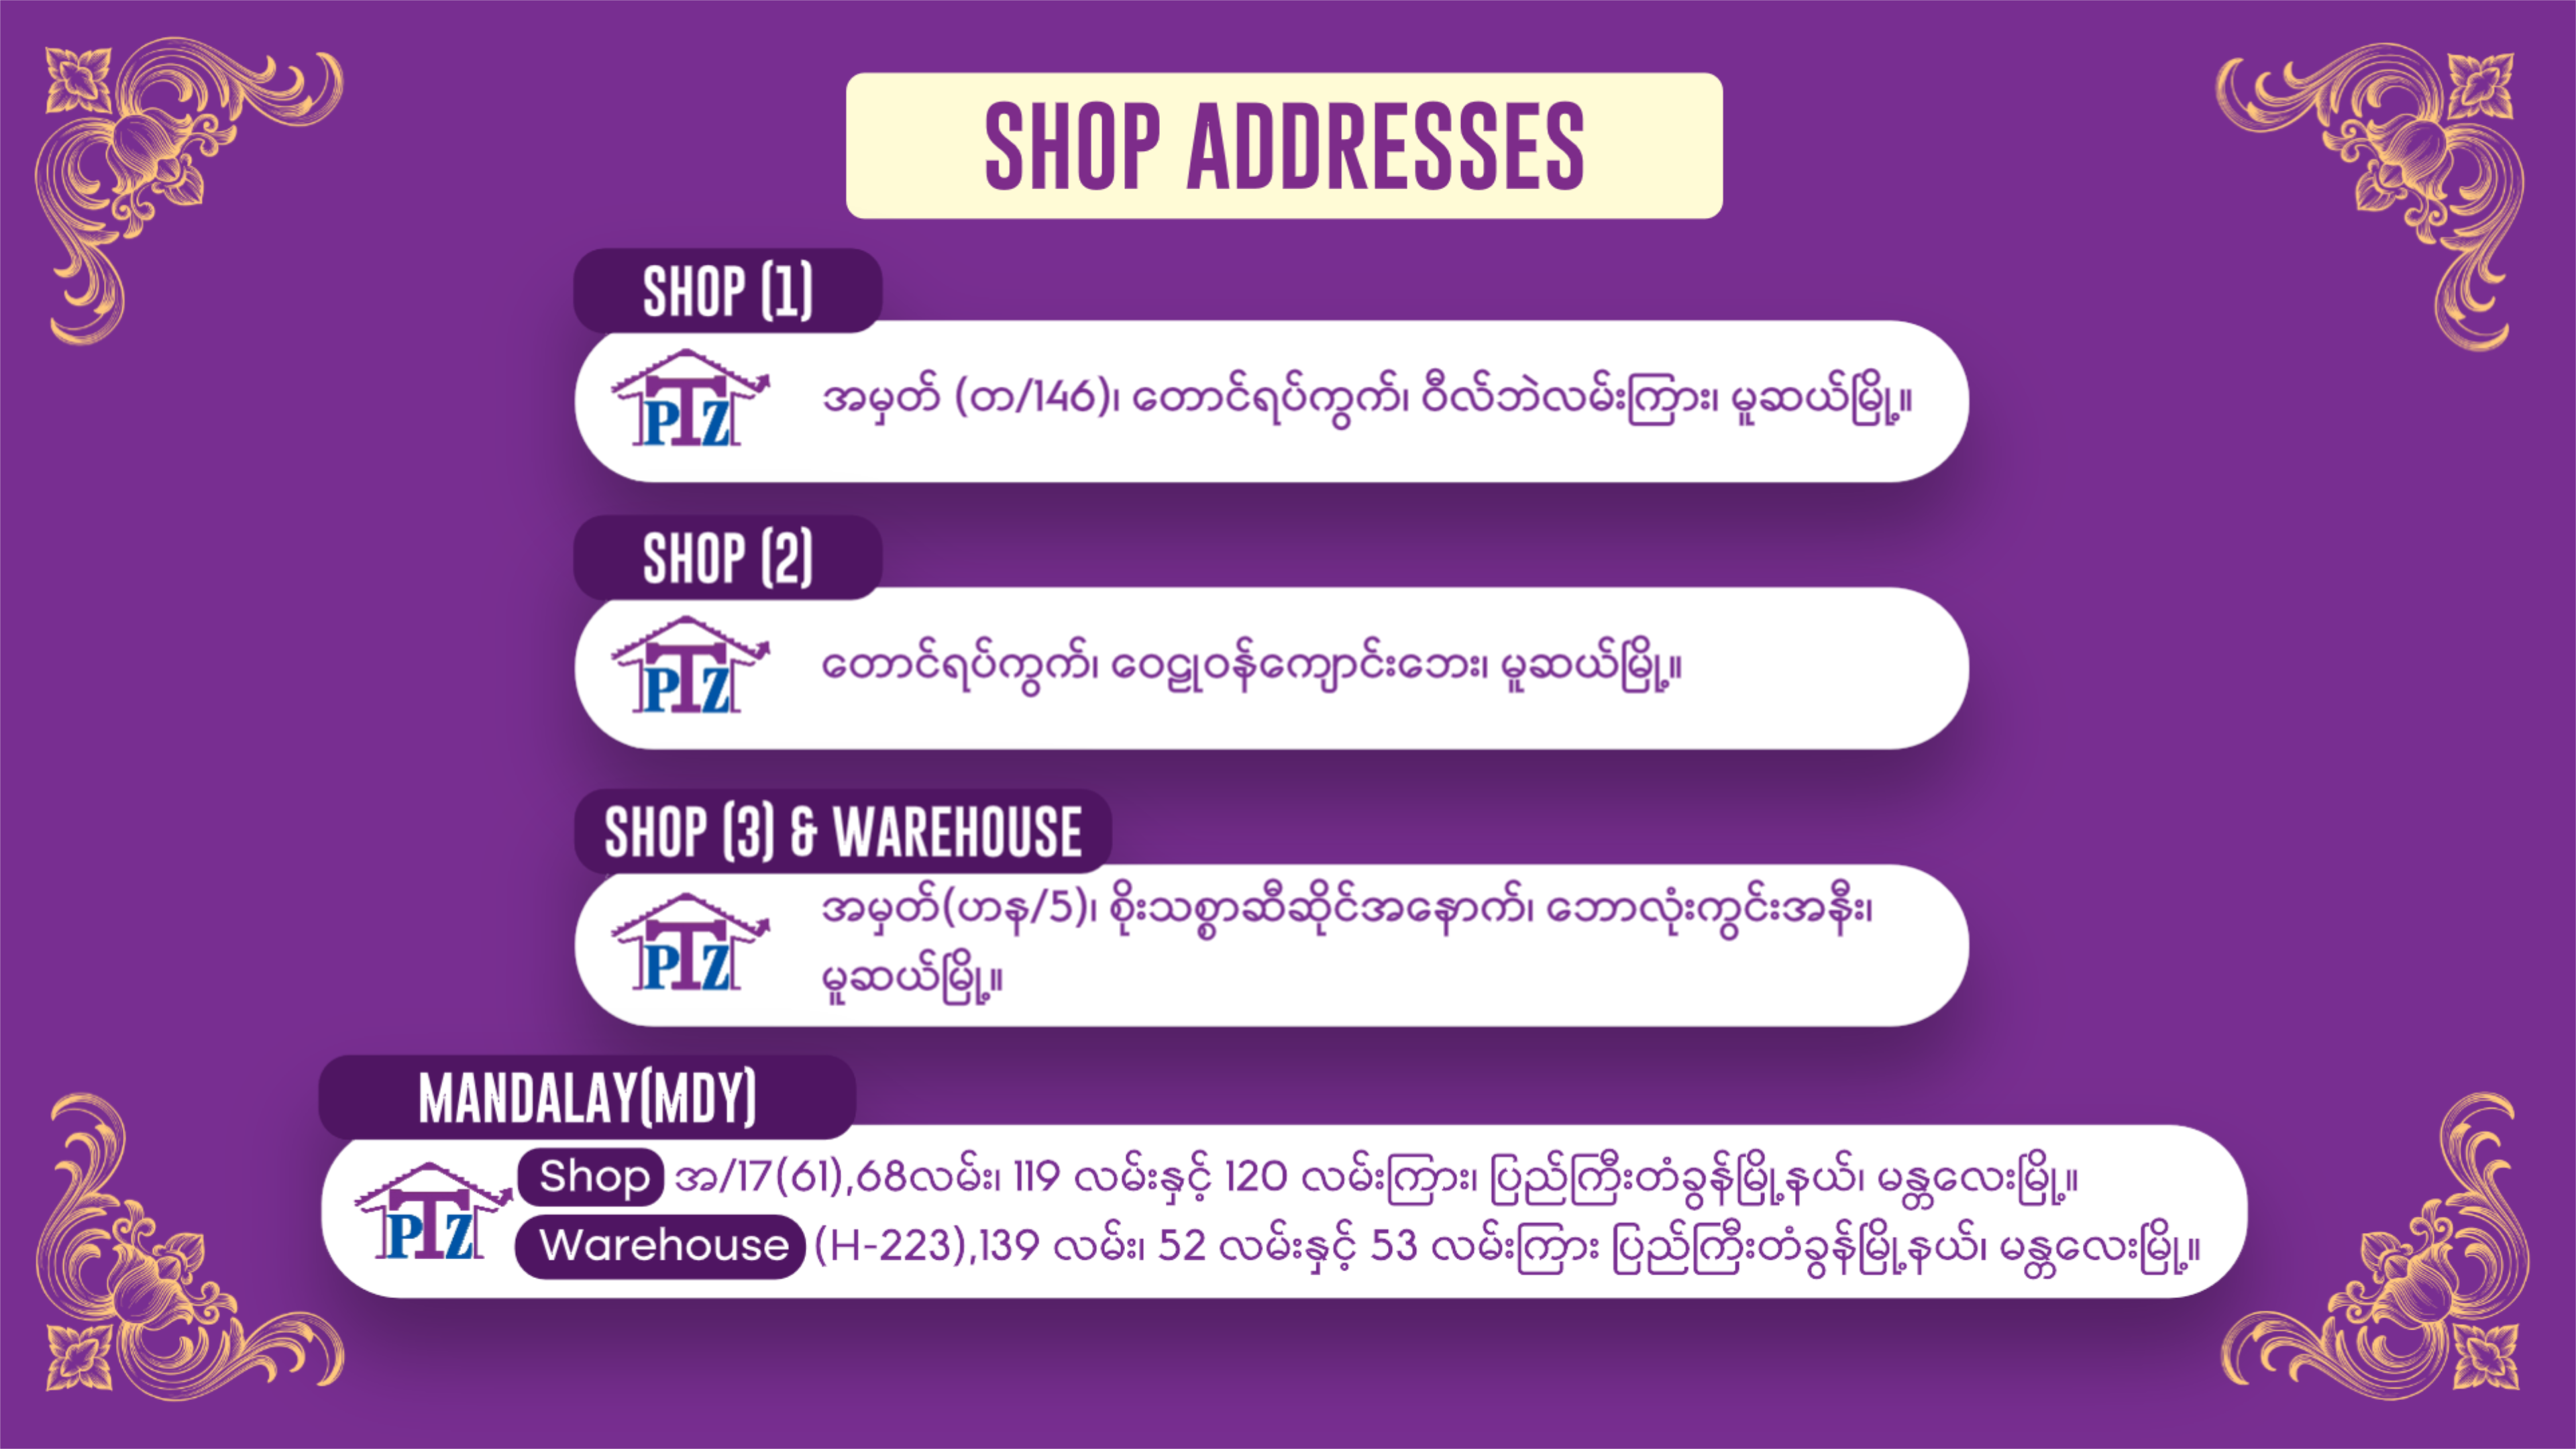 SHOP ADDRESSES
SHOP (1)
PTZ
အမှတ် (တ/146)၊ တောင်ရပ်ကွက်၊ ဝီလ်ဘဲလမ်းကြား၊ မူဆယ်မြို့။
SHOP (2)
PTZ
တောင်ရပ်ကွက်၊ ဝေဠုဝန်ကျောင်းဘေး၊ မူဆယ်မြို့။
SHOP (3) & WAREHOUSE
PTZ
အမှတ်(ဟန/5)၊ စိုးသစ္စာဆီဆိုင်အနောက်၊ ဘောလုံးကွင်းအနီး၊
မူဆယ်မြို့။
MANDALAY(MDY)
PTZ
Shop အ/17(61),68လမ်း၊ 119 လမ်းနှင့် 120 လမ်းကြား၊ ပြည်ကြီးတံခွန်မြို့နယ်၊ မန္တလေးမြို့။
Warehouse (H-223),139 လမ်း၊ 52 လမ်းနှင့် 53 လမ်းကြား ပြည်ကြီးတံခွန်မြို့နယ်၊ မန္တလေးမြို့။